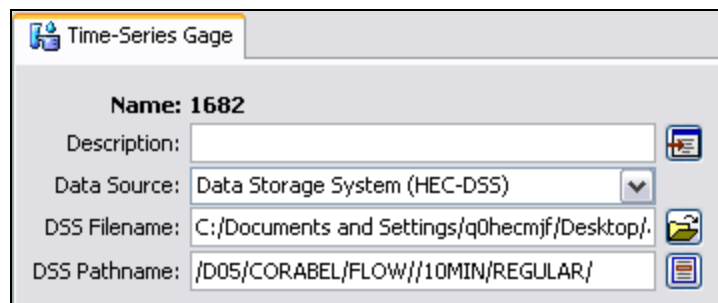 Time-Series Gage
Name: 1682
Description:
Data Source: Data Storage System (HEC-DSS)
DSS Filename: C:/Documents and Settings/q0hecmjf/Desktop/
DSS Pathname: /D05/CORABEL/FLOW//10MIN/REGULAR/